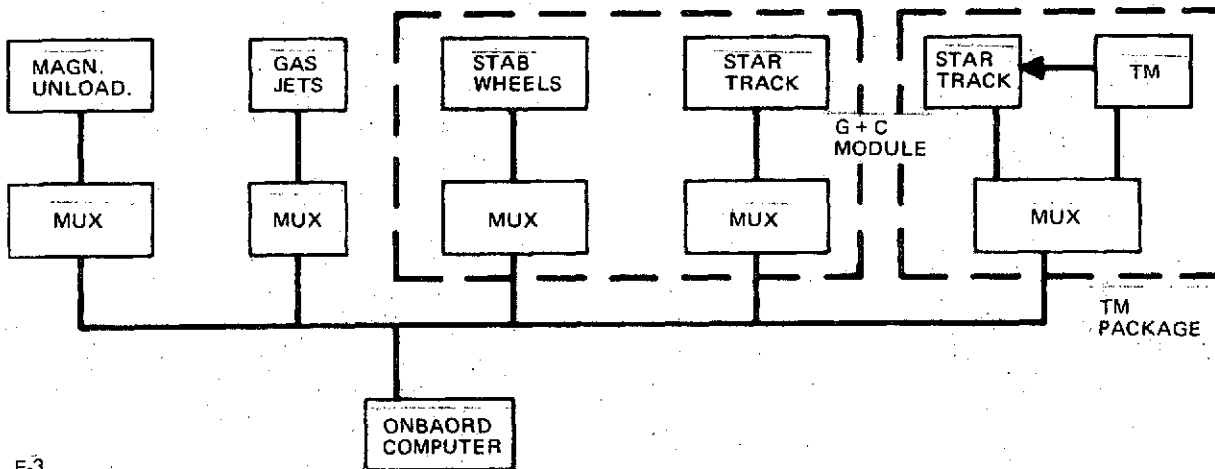 MAGN.
UNLOAD.
GAS
JETS
STAB
WHEELS
STAR
TRACK
STAR
TRACK
TM
G + C
MODULE
MUX
MUX
MUX
MUX
MUX
TM
PACKAGE
ONBAORD
COMPUTER
F-3